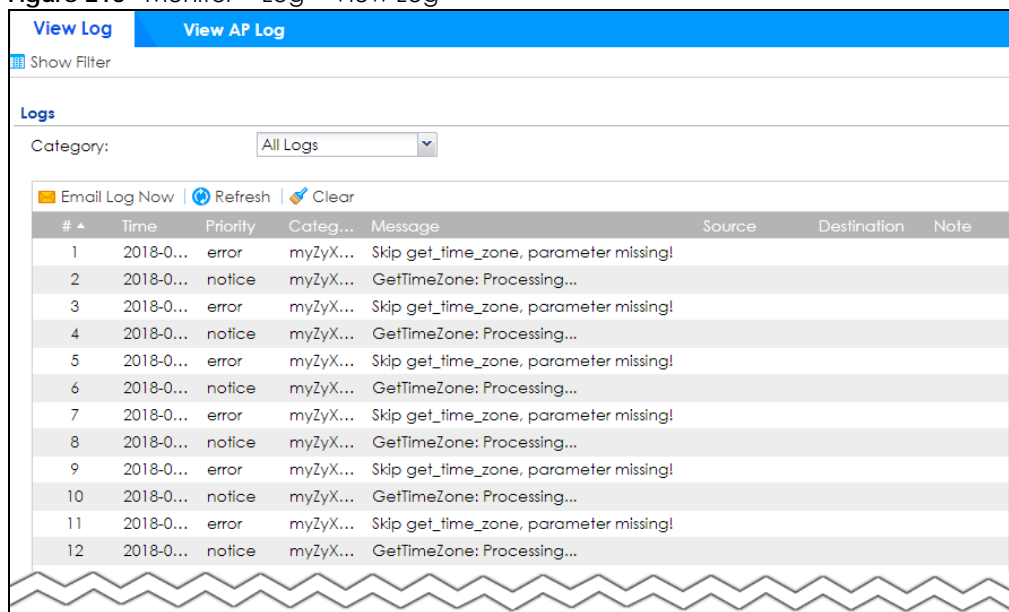 View Log View AP Log
Show Filter
Logs
Category: All Logs
Email Log Now Refresh Clear
# Time Priority Categ... Message Source Destination Note
1 2018-0... error myZyX... Skip get_time_zone, parameter missing!
2 2018-0... notice myZyX... GetTimeZone: Processing...
3 2018-0... error myZyX... Skip get_time_zone, parameter missing!
4 2018-0... notice myZyX... GetTimeZone: Processing...
5 2018-0... error myZyX... Skip get_time_zone, parameter missing!
6 2018-0... notice myZyX... GetTimeZone: Processing...
7 2018-0... error myZyX... Skip get_time_zone, parameter missing!
8 2018-0... notice myZyX... GetTimeZone: Processing...
9 2018-0... error myZyX... Skip get_time_zone, parameter missing!
10 2018-0... notice myZyX... GetTimeZone: Processing...
11 2018-0... error myZyX... Skip get_time_zone, parameter missing!
12 2018-0... notice myZyX... GetTimeZone: Processing...